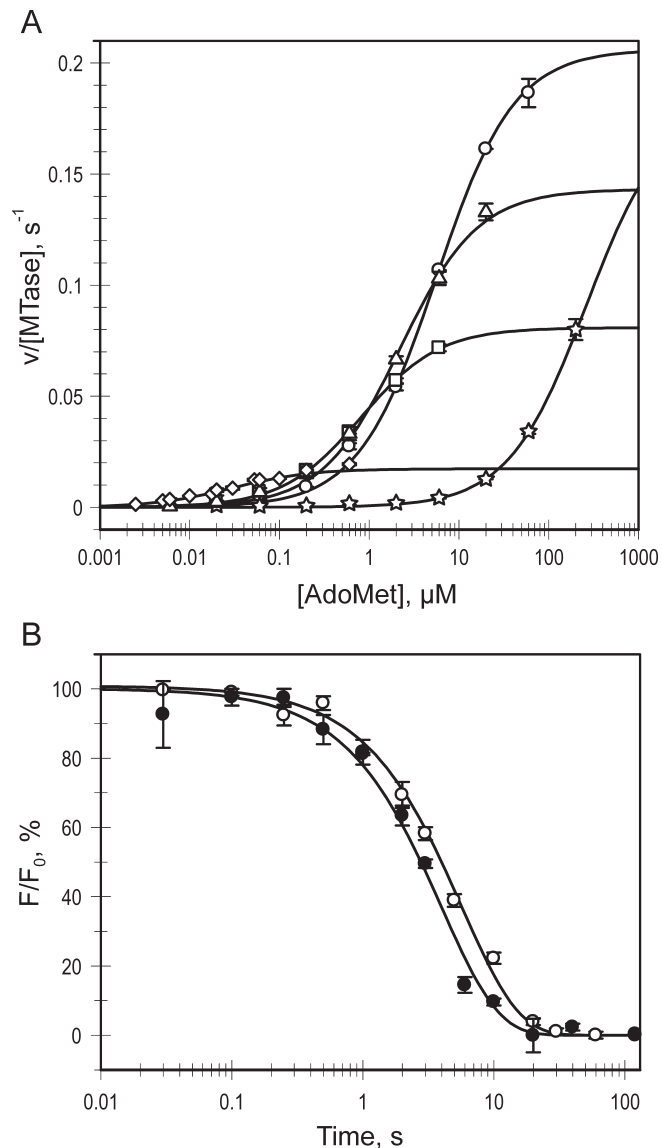 A
v/[MTase], s⁻¹
0.2
0.15
0.1
0.05
0
0.001 0.01 0.1 1 10 100 1000
[AdoMet], µM
B
F/F₀, %
100
80
60
40
20
0
0.01 0.1 1 10 100
Time, s